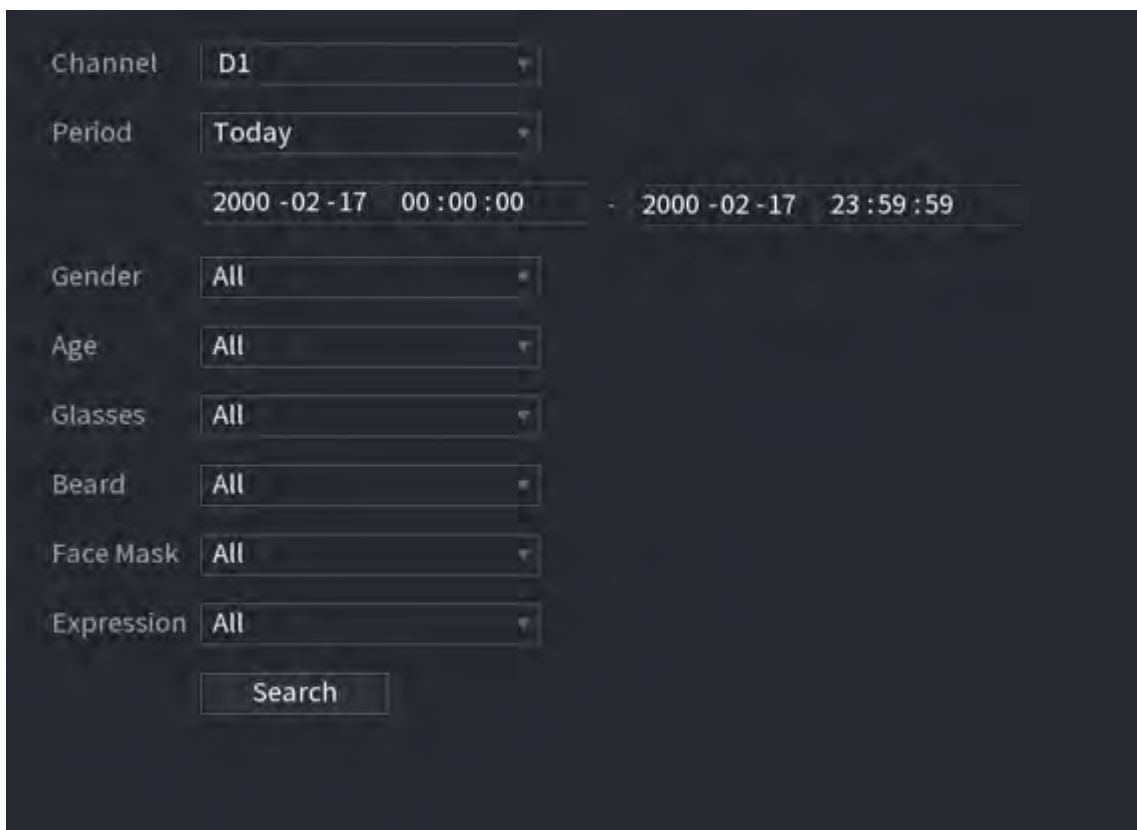 Channel D1
Period Today
2000 -02 -17 00 :00 :00 - 2000 -02 -17 23 :59 :59
Gender All
Age All
Glasses All
Beard All
Face Mask All
Expression All
Search